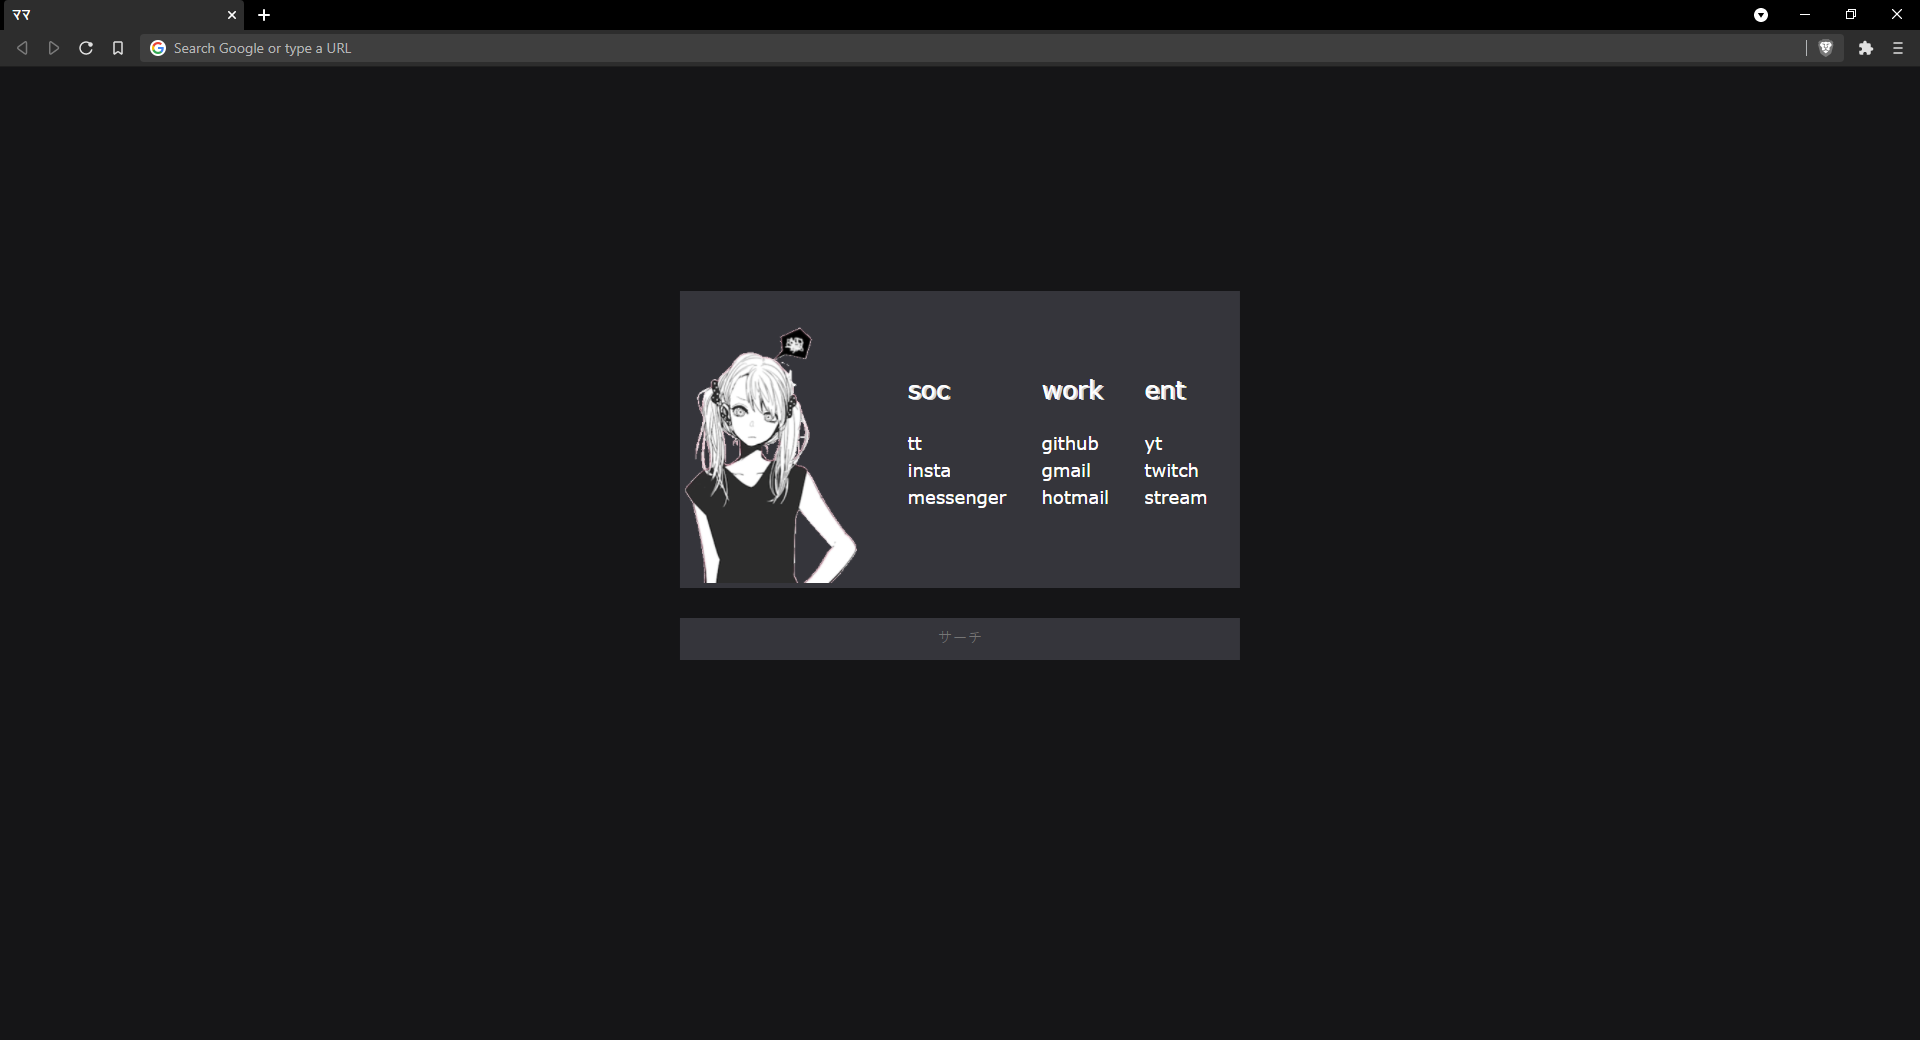 マママ
Search Google or type a URL
soc
work
ent
tt
github
yt
insta
gmail
twitch
messenger
hotmail
stream
サーチ